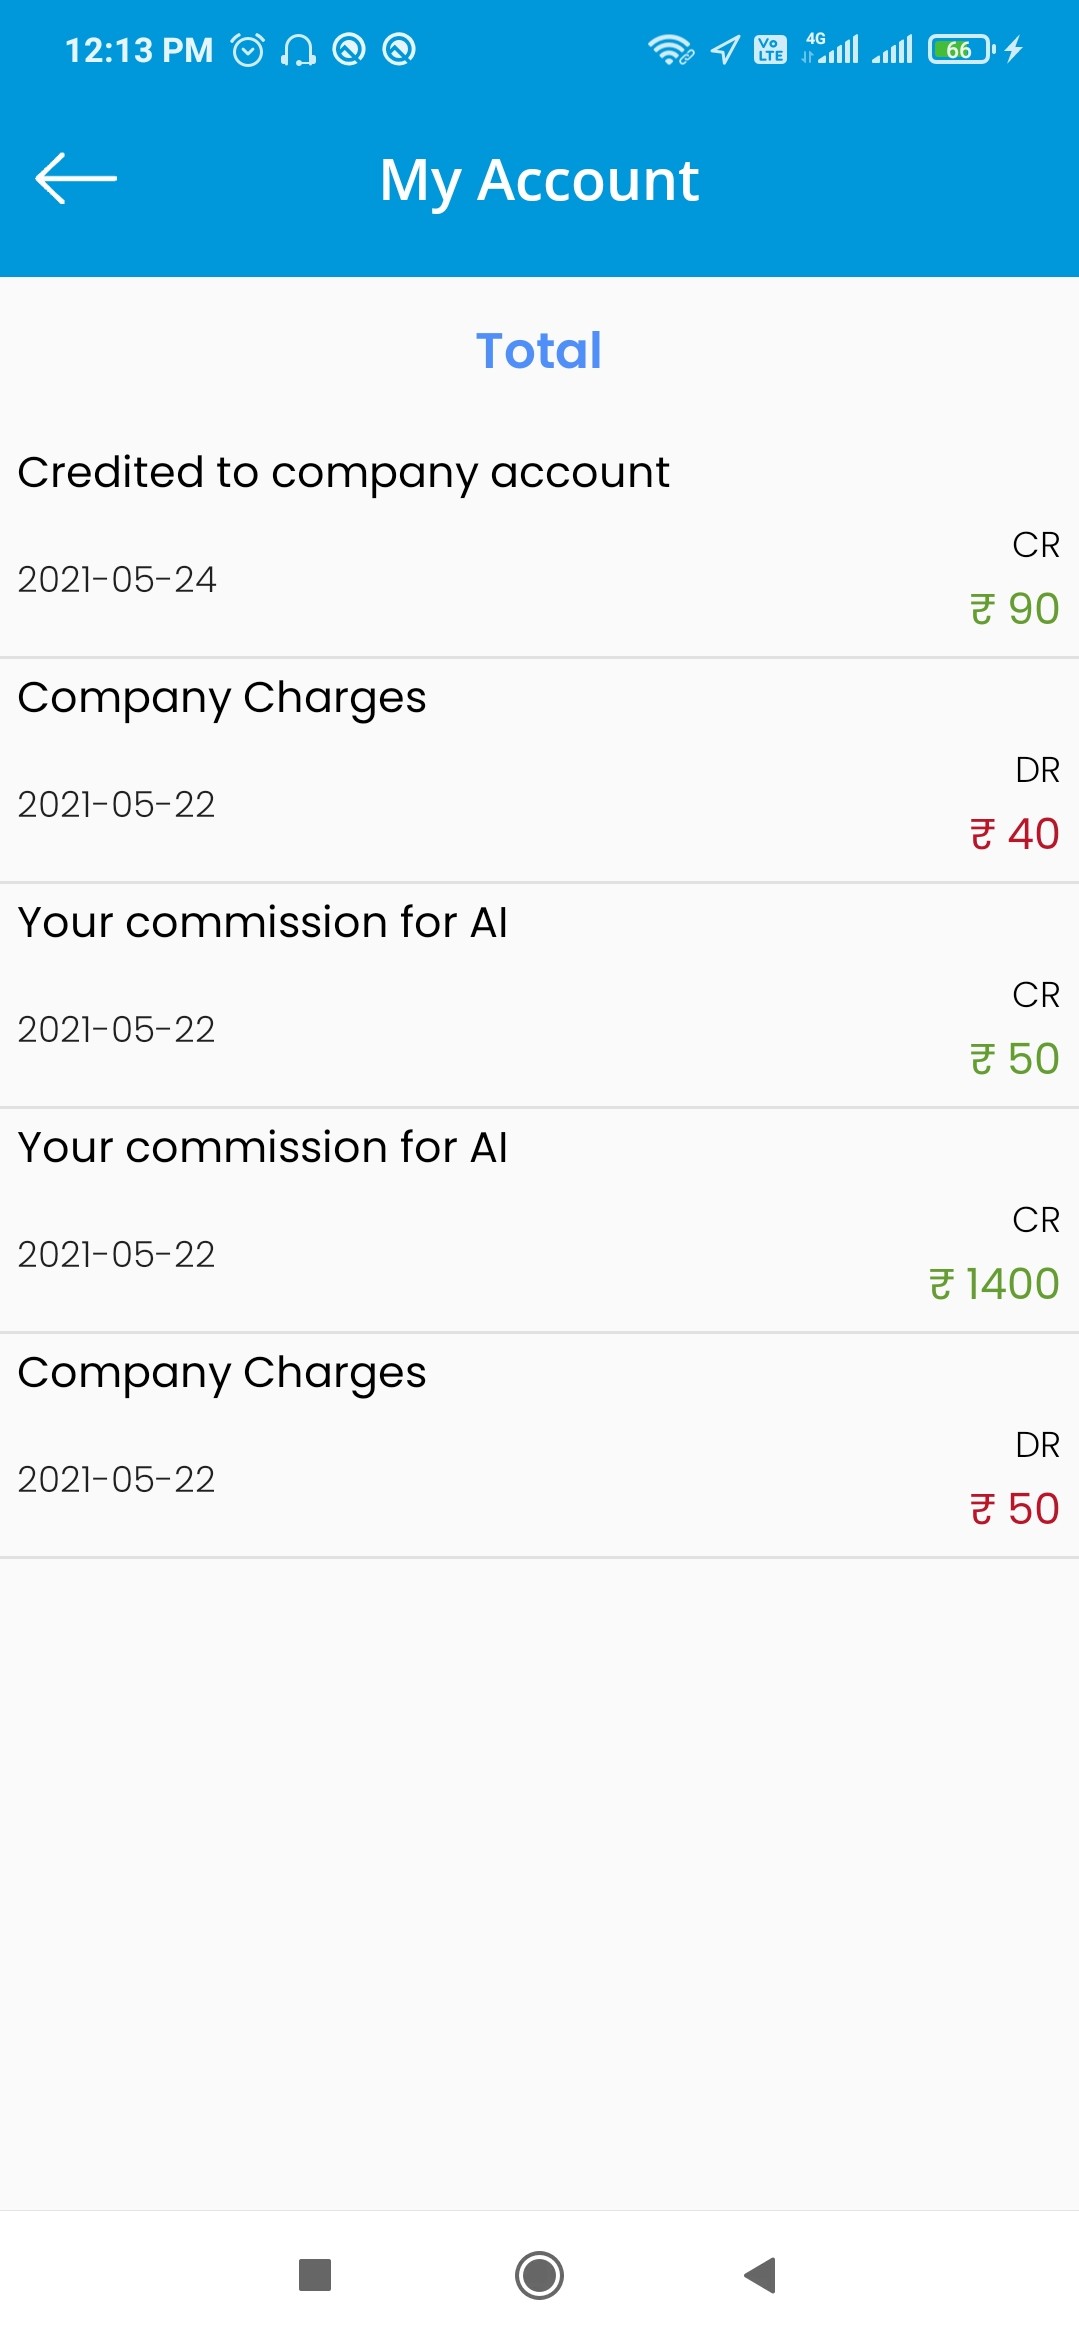 12:13 PM
Vo LTE
4G
66
My Account
Total
Credited to company account
CR
2021-05-24
₹ 90
Company Charges
DR
2021-05-22
₹ 40
Your commission for AI
CR
2021-05-22
₹ 50
Your commission for AI
CR
2021-05-22
₹ 1400
Company Charges
DR
2021-05-22
₹ 50